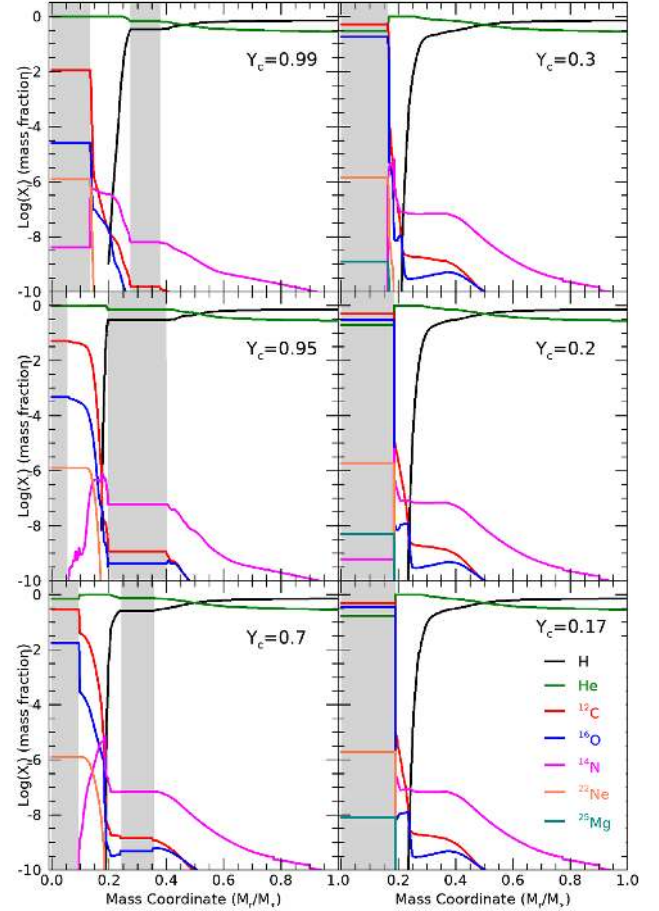 0
-2
-4
-6
-8
-10
Log(Xᵢ) (mass fraction)
Y_c=0.99
Y_c=0.3
0
-2
-4
-6
-8
-10
Log(Xᵢ) (mass fraction)
Y_c=0.95
Y_c=0.2
0
-2
-4
-6
-8
-10
Log(Xᵢ) (mass fraction)
Y_c=0.7
Y_c=0.17
H
He
¹²C
¹⁶O
¹⁴N
²²Ne
²⁵Mg
0.0 0.2 0.4 0.6 0.8 1.0 0.2 0.4 0.6 0.8 1.0
Mass Coordinate (M_r/M_*) Mass Coordinate (M_r/M_*)